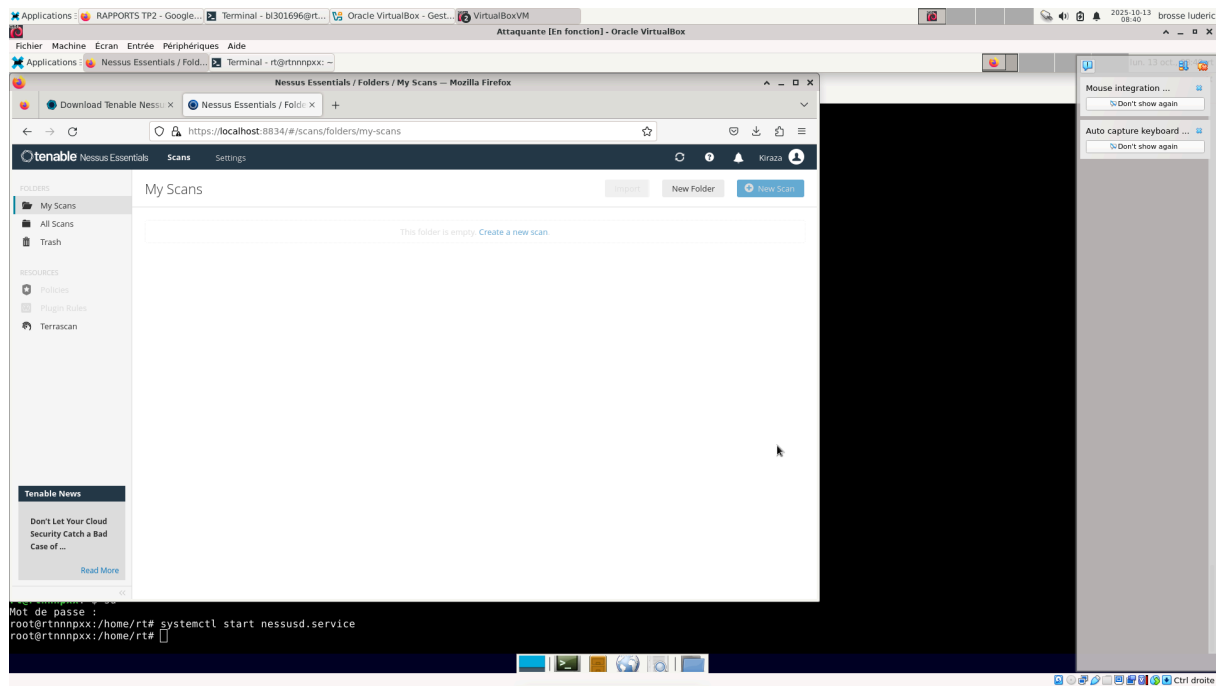 Applications RAPPORTS TP2 - Google... Terminal - bl301696@rt... Oracle VirtualBox - Gest... VirtualBoxVM 2025-10-13 08:40 brosse luderic
Attaquante [En fonction] - Oracle VirtualBox
Fichier Machine Écran Entrée Périphériques Aide
Applications Nessus Essentials / Fold... Terminal - rt@rtnnnpxx: ~ lun. 13 oct.
Nessus Essentials / Folders / My Scans — Mozilla Firefox
Mouse integration ...
Don't show again
Auto capture keyboard ...
Don't show again
Download Tenable Nessu Nessus Essentials / Folde
https://localhost:8834/#/scans/folders/my-scans
tenable Nessus Essentials Scans Settings Kiraza
FOLDERS
My Scans
All Scans
Trash
RESOURCES
Policies
Plugin Rules
Terrascan
My Scans Import New Folder New Scan
This folder is empty. Create a new scan.
Tenable News
Don't Let Your Cloud
Security Catch a Bad
Case of ...
Read More
Mot de passe :
root@rtnnnpxx:/home/rt# systemctl start nessusd.service
root@rtnnnpxx:/home/rt#
Ctrl droite